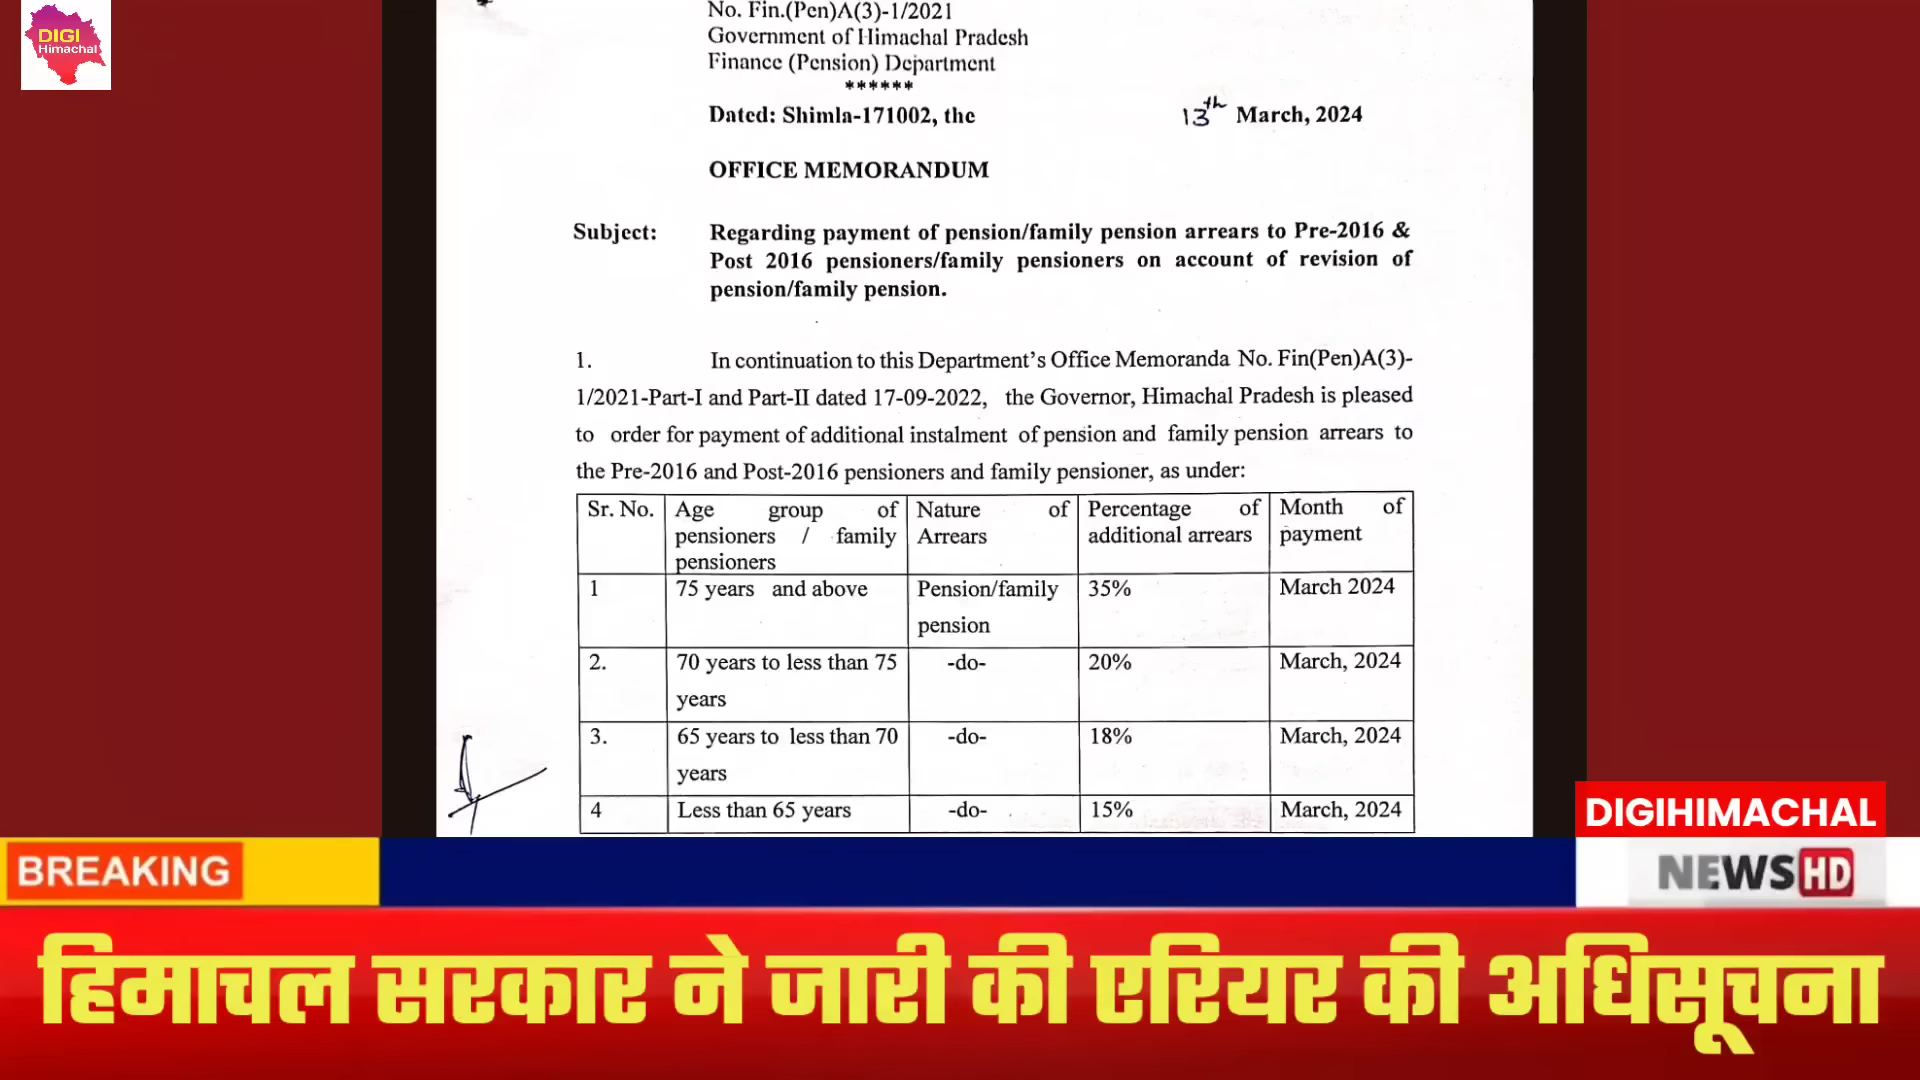 DIGI
Himachal
No. Fin.(Pen)A(3)-1/2021
Government of Himachal Pradesh
Finance (Pension) Department
******
Dated: Shimla-171002, the 13th March, 2024
OFFICE MEMORANDUM
Subject: Regarding payment of pension/family pension arrears to Pre-2016 &
Post 2016 pensioners/family pensioners on account of revision of
pension/family pension.
1. In continuation to this Department's Office Memoranda No. Fin(Pen)A(3)-
1/2021-Part-I and Part-II dated 17-09-2022, the Governor, Himachal Pradesh is pleased
to order for payment of additional instalment of pension and family pension arrears to
the Pre-2016 and Post-2016 pensioners and family pensioner, as under:
Sr. No. Age group of Nature of Percentage of Month of
pensioners / family Arrears additional arrears payment
pensioners
1 75 years and above Pension/family 35% March 2024
pension
2. 70 years to less than 75 -do- 20% March, 2024
years
3. 65 years to less than 70 -do- 18% March, 2024
years
4 Less than 65 years -do- 15% March, 2024
DIGIHIMACHAL
BREAKING
NEWS HD
हिमाचल सरकार ने जारी की एरियर की अधिसूचना